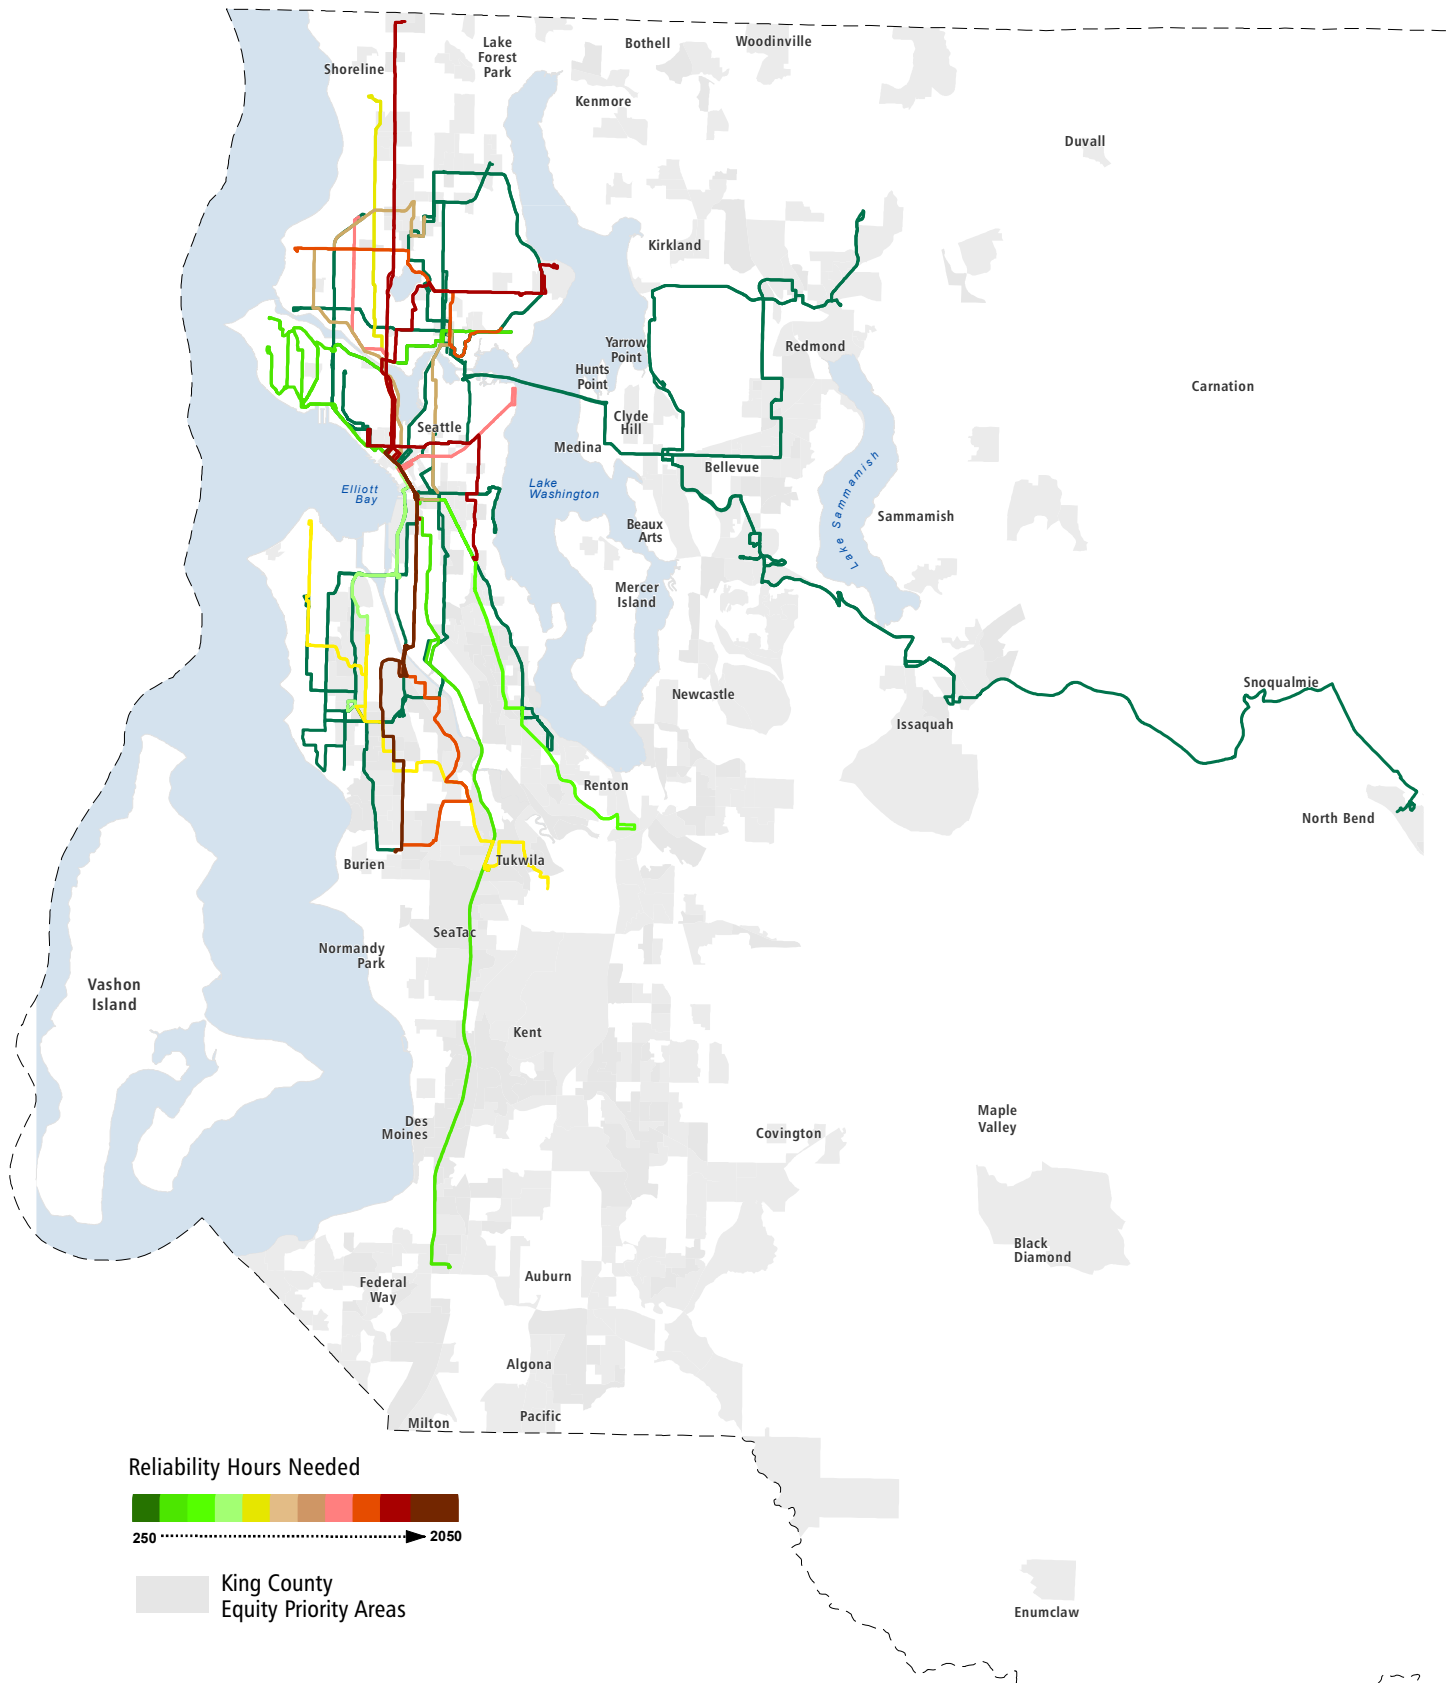 Lake
Forest
Park
Bothell
Woodinville
Shoreline
Kenmore
Duvall
Kirkland
Yarrow
Point
Redmond
Hunts
Point
Carnation
Clyde
Hill
Seattle
Medina
Bellevue
Elliott
Bay
Lake
Washington
Lake Sammamish
Sammamish
Beaux
Arts
Mercer
Island
Newcastle
Snoqualmie
Issaquah
Renton
North Bend
Burien
Tukwila
SeaTac
Normandy
Park
Vashon
Island
Kent
Des
Moines
Maple
Valley
Covington
Black
Diamond
Federal
Way
Auburn
Algona
Pacific
Milton
Reliability Hours Needed
250
2050
King County
Equity Priority Areas
Enumclaw